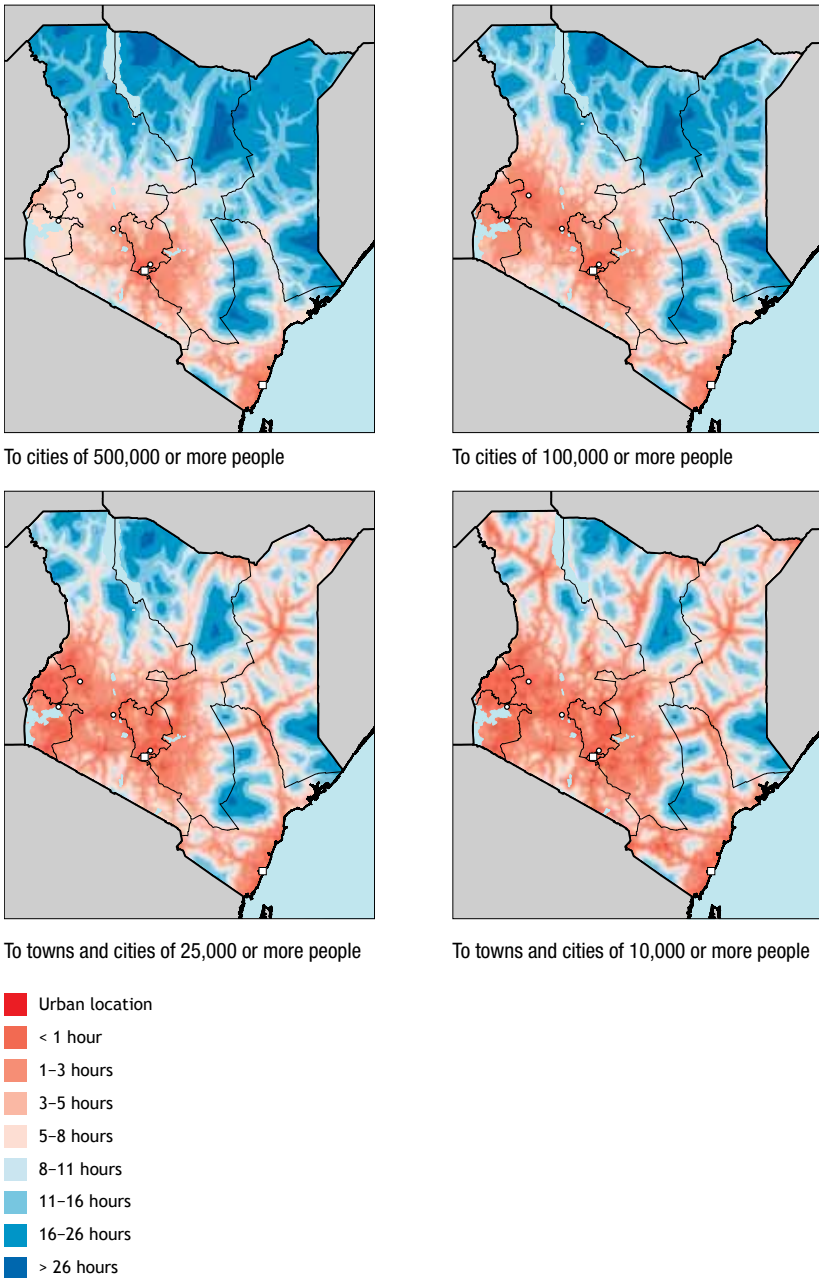 To cities of 500,000 or more people
To cities of 100,000 or more people
To towns and cities of 25,000 or more people
To towns and cities of 10,000 or more people
Urban location
< 1 hour
1–3 hours
3–5 hours
5–8 hours
8–11 hours
11–16 hours
16–26 hours
> 26 hours